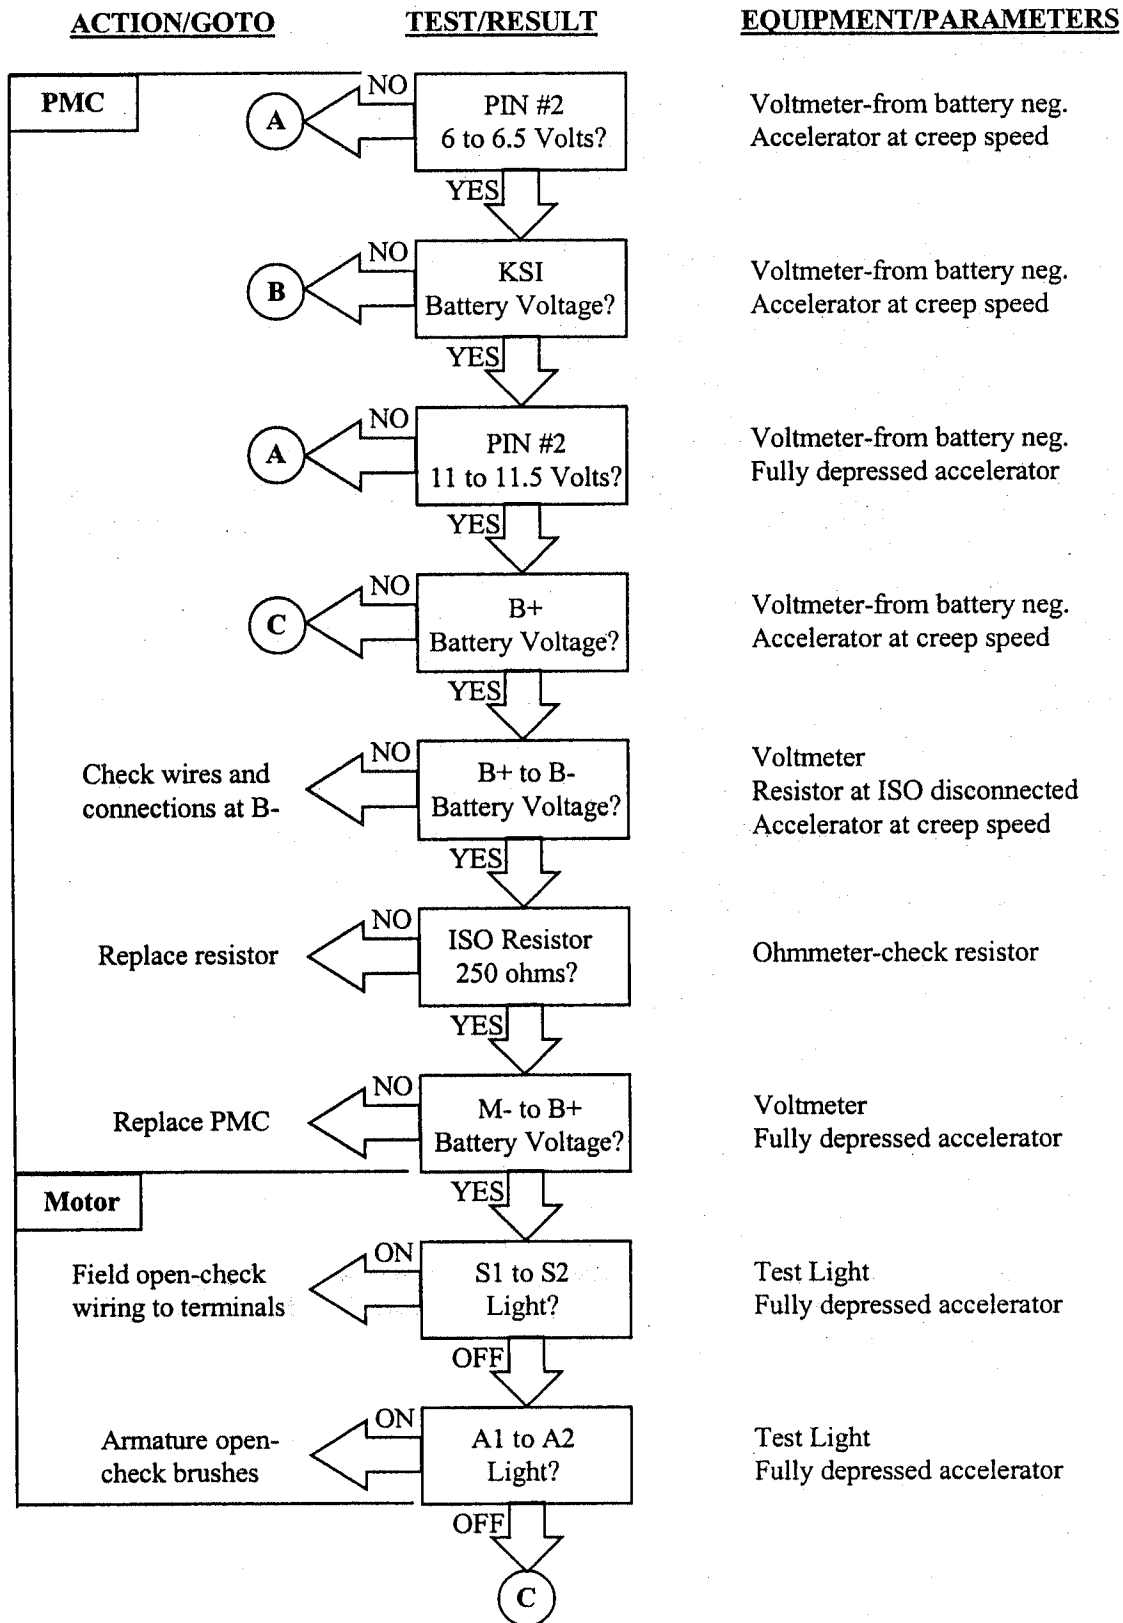 ACTION/GOTO TEST/RESULT EQUIPMENT/PARAMETERS
PMC
NO
A
PIN #2
6 to 6.5 Volts?
Voltmeter-from battery neg.
Accelerator at creep speed
YES
NO
B
KSI
Battery Voltage?
Voltmeter-from battery neg.
Accelerator at creep speed
YES
NO
A
PIN #2
11 to 11.5 Volts?
Voltmeter-from battery neg.
Fully depressed accelerator
YES
NO
C
B+
Battery Voltage?
Voltmeter-from battery neg.
Accelerator at creep speed
YES
NO
Check wires and
connections at B-
B+ to B-
Battery Voltage?
Voltmeter
Resistor at ISO disconnected
Accelerator at creep speed
YES
NO
Replace resistor
ISO Resistor
250 ohms?
Ohmmeter-check resistor
YES
NO
Replace PMC
M- to B+
Battery Voltage?
Voltmeter
Fully depressed accelerator
YES
Motor
ON
Field open-check
wiring to terminals
S1 to S2
Light?
Test Light
Fully depressed accelerator
OFF
ON
Armature open-
check brushes
A1 to A2
Light?
Test Light
Fully depressed accelerator
OFF
C